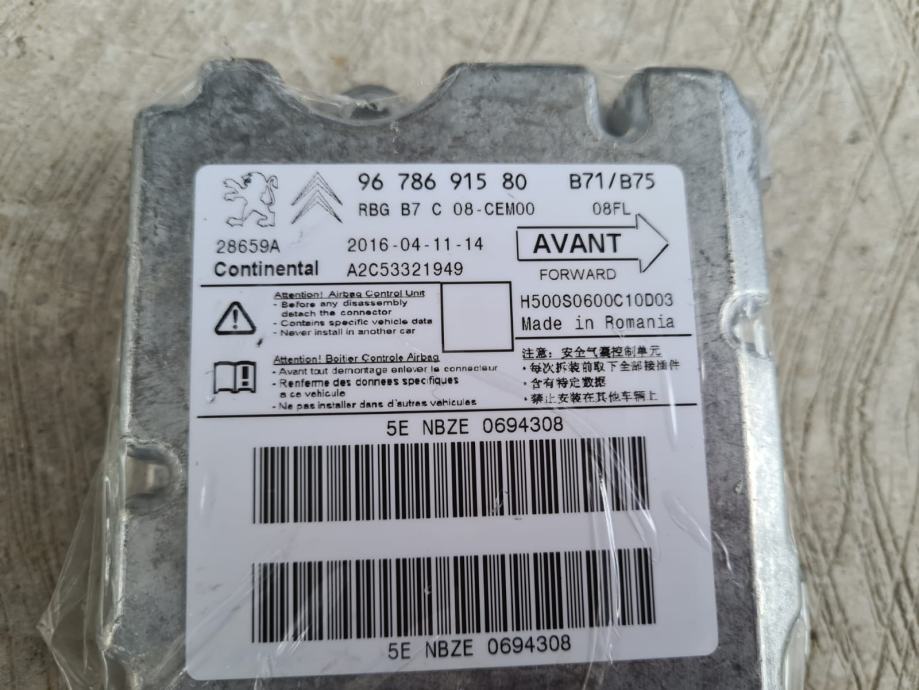 96 786 915 80 B71/B75
RBG B7 C 08-CEM00 08FL
28659A 2016-04-11-14 AVANT
Continental A2C53321949 FORWARD
Attention! Airbag Control Unit
- Before any disassembly
detach the connector
- Contains specific vehicle data
- Never install in another car
H500S0600C10D03
Made in Romania
Attention! Boitier Controle Airbag
- Avant tout demontage enlever le connecteur
- Renferme des donnees specifiques
a ce vehicule
- Ne pas installer dans d'autres vehicules
注意: 安全气囊控制单元
·每次拆装前取下全部接插件
·含有特定数据
·禁止安装在其他车辆上
5E NBZE 0694308
5E NBZE 0694308